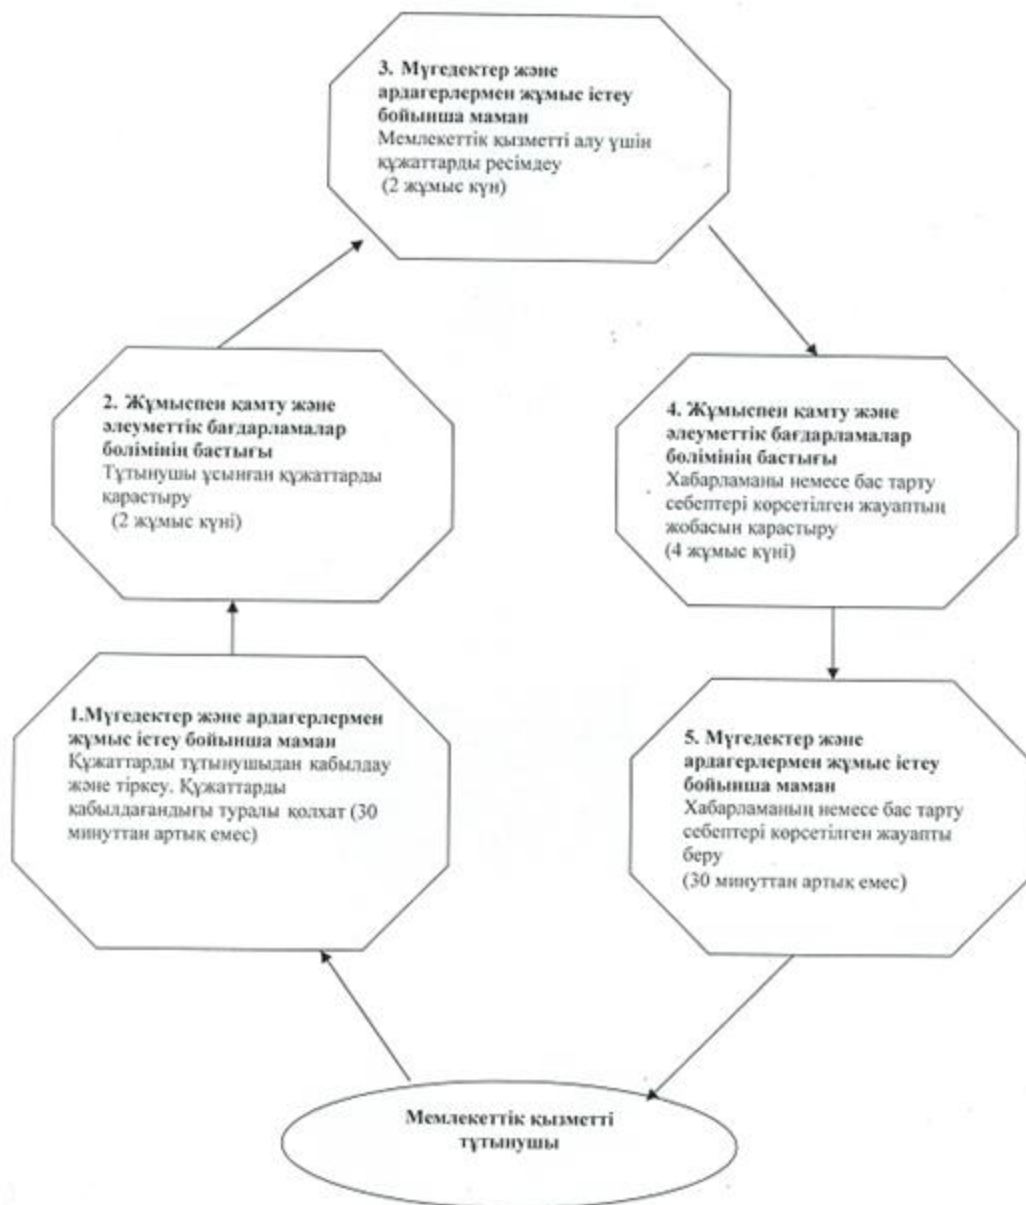 3. Мүгедектер және
ардагерлермен жұмыс істеу
бойынша маман
Мемлекеттік қызметті алу үшін
құжаттарды ресімдеу
(2 жұмыс күн)
2. Жұмыспен қамту және
әлеуметтік бағдарламалар
бөлімінің бастығы
Тұтынушы ұсынған құжаттарды
қарастыру
(2 жұмыс күні)
4. Жұмыспен қамту және
әлеуметтік бағдарламалар
бөлімінің бастығы
Хабарламаны немесе бас тарту
себептері көрсетілген жауаптың
жобасын қарастыру
(4 жұмыс күні)
1.Мүгедектер және ардагерлермен
жұмыс істеу бойынша маман
Құжаттарды тұтынушыдан қабылдау
және тіркеу. Құжаттарды
қабылдағандығы туралы қолхат (30
минуттан артық емес)
5. Мүгедектер және
ардагерлермен жұмыс істеу
бойынша маман
Хабарламаның немесе бас тарту
себептері көрсетілген жауапты
беру
(30 минуттан артық емес)
Мемлекеттік қызметті
тұтынушы